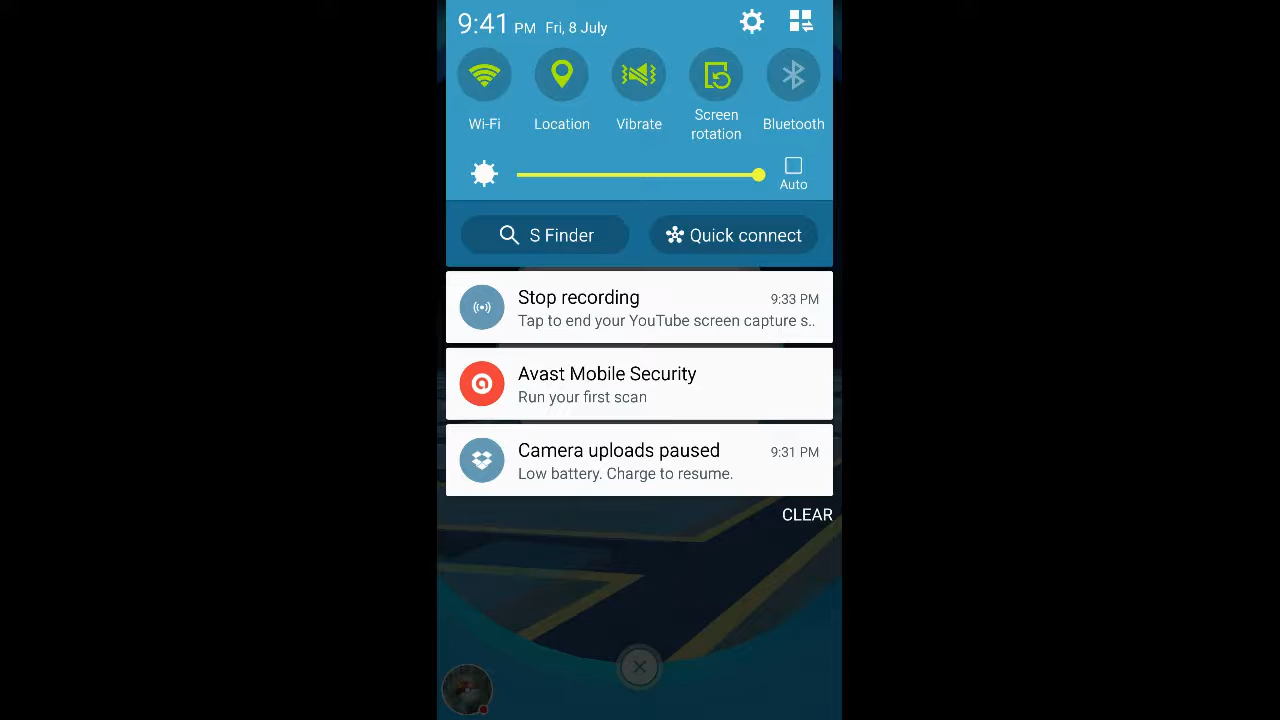 9:41 PM Fri, 8 July
Wi-Fi
Location
Vibrate
Screen
rotation
Bluetooth
Auto
S Finder
Quick connect
Stop recording 9:33 PM
Tap to end your YouTube screen capture s..
Avast Mobile Security
Run your first scan
Camera uploads paused 9:31 PM
Low battery. Charge to resume.
CLEAR